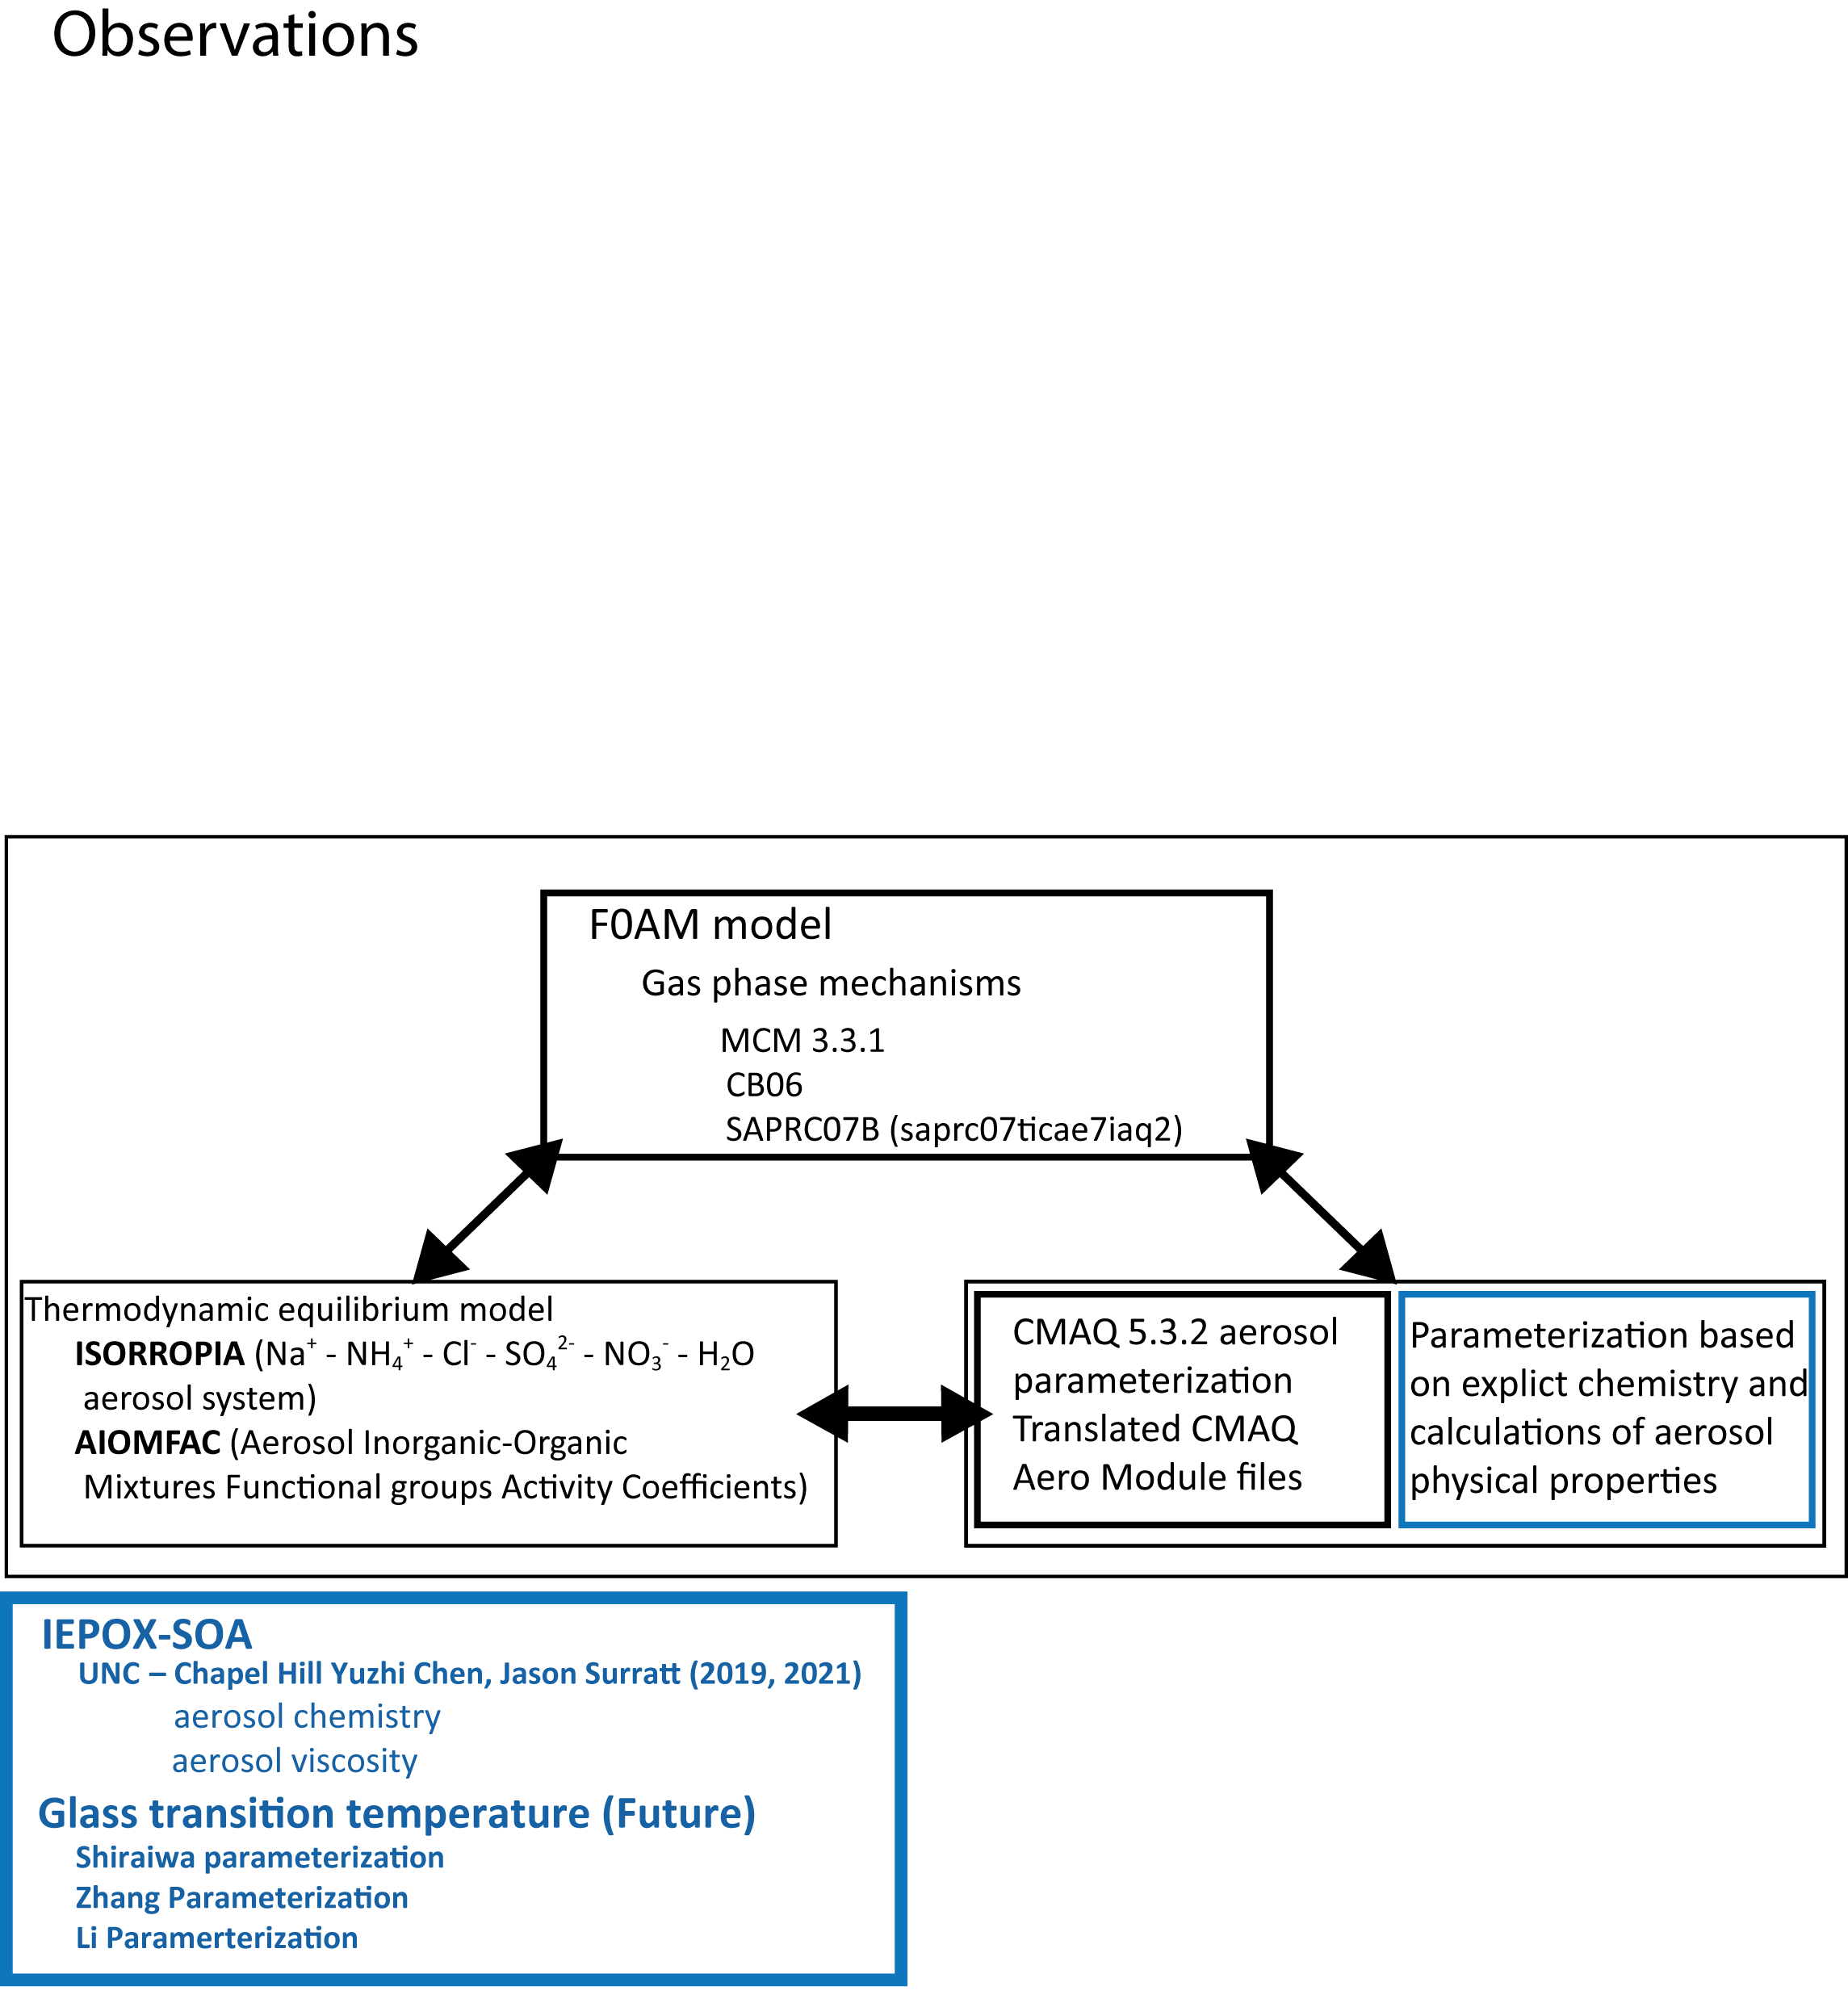 Observations
F0AM model
Gas phase mechanisms
MCM 3.3.1
CB06
SAPRC07B (saprc07ticae7iaq2)
Thermodynamic equilibrium model
ISORROPIA (Na⁺ - NH₄⁺ - Cl⁻ - SO₄²⁻ - NO₃⁻ - H₂O
aerosol system)
AIOMFAC (Aerosol Inorganic-Organic
Mixtures Functional groups Activity Coefficients)
CMAQ 5.3.2 aerosol
parameterization
Translated CMAQ
Aero Module files
Parameterization based
on explict chemistry and
calculations of aerosol
physical properties
IEPOX-SOA
UNC – Chapel Hill Yuzhi Chen, Jason Surratt (2019, 2021)
aerosol chemistry
aerosol viscosity
Glass transition temperature (Future)
Shiraiwa parameterization
Zhang Parameterization
Li Paramerterization